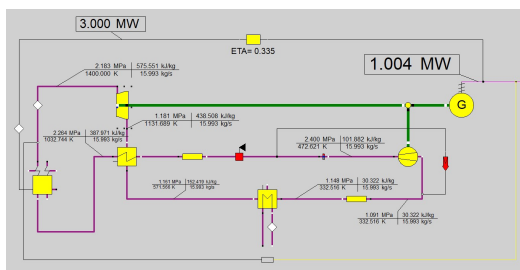 3.000 MW
ETA= 0.335
1.004 MW
2.183 MPa 575.551 kJ/kg
1400.000 K 15.993 kg/s
1.181 MPa 438.508 kJ/kg
1131.689 K 15.993 kg/s
G
2.264 MPa 387.971 kJ/kg
1032.744 K 15.993 kg/s
2.400 MPa 101.862 kJ/kg
472.621 K 15.993 kg/s
1.161 MPa 152.419 kJ/kg
571.566 K 15.993 kg/s
1.148 MPa 30.322 kJ/kg
332.516 K 15.993 kg/s
1.091 MPa 30.322 kJ/kg
332.516 K 15.993 kg/s